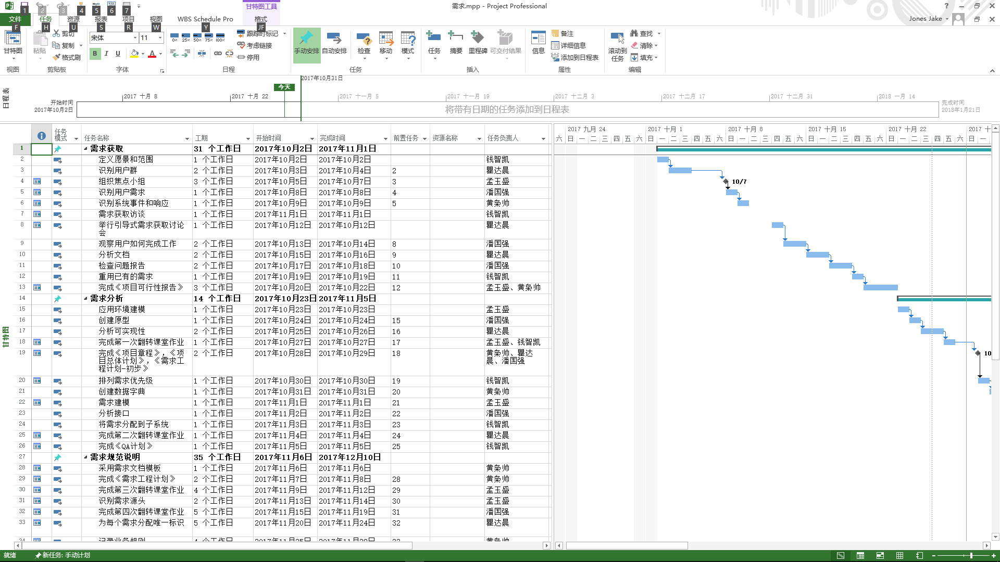 需求.mpp - Project Professional
甘特图工具
Jones Jake
1 2 3 4 5 6 7
文件 任务 资源 报表 项目 视图 WBS Schedule Pro 格式
F H U S R W Y JF
甘特图
视图
粘贴 剪切 复制 格式刷
剪贴板
宋体 11
B I U A
字体
0% 25% 50% 75% 100%
跟踪时标记
考虑链接
停用
日程
手动安排 自动安排 检查 移动 模式
任务
任务 摘要 里程碑 可交付结果
插入
信息 备注 详细信息 添加到日程表
属性
滚动到任务 查找 清除 填充
编辑
日程表
2017年10月31日
今天
开始时间
2017年10月2日
2017 十月 8 2017 十月 22 2017 十一月 5 2017 十一月 19 2017 十二月 3 2017 十二月 17 2017 十二月 31 2018 一月 14
将带有日期的任务添加到日程表
完成时间
2018年1月21日
甘特图
任务模式 任务名称 工期 开始时间 完成时间 前置任务 资源名称 任务负责人
2017 九月 24 2017 十月 1 2017 十月 8 2017 十月 15 2017 十月 22 2017 十
六 日 一 二 三 四 五 六 日 一 二 三 四 五 六 日 一 二 三 四 五 六 日 一 二 三 四 五 六 日 一 二 三 四 五 六 日 一
1 需求获取 31 个工作日 2017年10月2日 2017年11月1日
2 定义愿景和范围 1 个工作日 2017年10月2日 2017年10月2日 钱智凯
3 识别用户群 2 个工作日 2017年10月3日 2017年10月4日 2 瞿达晨
4 组织焦点小组 3 个工作日 2017年10月5日 2017年10月7日 3 孟玉盛 10/7
5 识别用户需求 1 个工作日 2017年10月8日 2017年10月8日 4 潘国强
6 识别系统事件和响应 1 个工作日 2017年10月9日 2017年10月9日 5 黄枭帅
7 需求获取访谈 1 个工作日 2017年11月1日 2017年11月1日 钱智凯
8 举行引导式需求获取讨论会 1 个工作日 2017年10月12日 2017年10月12日 瞿达晨
9 观察用户如何完成工作 2 个工作日 2017年10月13日 2017年10月14日 8 潘国强
10 分析文档 2 个工作日 2017年10月15日 2017年10月16日 9 瞿达晨
11 检查问题报告 2 个工作日 2017年10月17日 2017年10月18日 10 潘国强
12 重用已有的需求 1 个工作日 2017年10月19日 2017年10月19日 11 钱智凯
13 完成《项目可行性报告》 3 个工作日 2017年10月20日 2017年10月22日 12 孟玉盛、黄枭帅
14 需求分析 14 个工作日 2017年10月23日 2017年11月5日
15 应用环境建模 1 个工作日 2017年10月23日 2017年10月23日 孟玉盛
16 创建原型 1 个工作日 2017年10月24日 2017年10月24日 15 潘国强
17 分析可实现性 2 个工作日 2017年10月25日 2017年10月26日 16 瞿达晨
18 完成第一次翻转课堂作业 1 个工作日 2017年10月27日 2017年10月27日 17 孟玉盛、钱智凯
19 完成《项目章程》，《项目总体计划》，《需求工程计划-初步》 2 个工作日 2017年10月28日 2017年10月29日 18 黄枭帅、瞿达晨、潘国强 10
20 排列需求优先级 1 个工作日 2017年10月30日 2017年10月30日 19 钱智凯
21 创建数据字典 1 个工作日 2017年10月31日 2017年10月31日 20 黄枭帅
22 需求建模 1 个工作日 2017年11月1日 2017年11月1日 21 孟玉盛
23 分析接口 1 个工作日 2017年11月2日 2017年11月2日 22 潘国强
24 将需求分配到子系统 1 个工作日 2017年11月3日 2017年11月3日 23 钱智凯
25 完成第二次翻转课堂作业 1 个工作日 2017年11月4日 2017年11月4日 24 瞿达晨
26 完成《QA计划》 1 个工作日 2017年11月5日 2017年11月5日 25 钱智凯
27 需求规范说明 35 个工作日 2017年11月6日 2017年12月10日
28 采用需求文档模板 1 个工作日 2017年11月6日 2017年11月6日 黄枭帅
29 完成《需求工程计划》 2 个工作日 2017年11月7日 2017年11月8日 28 黄枭帅
30 完成第三次翻转课堂作业 4 个工作日 2017年11月9日 2017年11月12日 29 孟玉盛
31 识别需求源头 2 个工作日 2017年11月13日 2017年11月14日 30 孟玉盛
32 完成第四次翻转课堂作业 5 个工作日 2017年11月15日 2017年11月19日 31 潘国强
33 为每个需求分配唯一标识 5 个工作日 2017年11月20日 2017年11月24日 32 瞿达晨
就绪 新任务: 手动计划